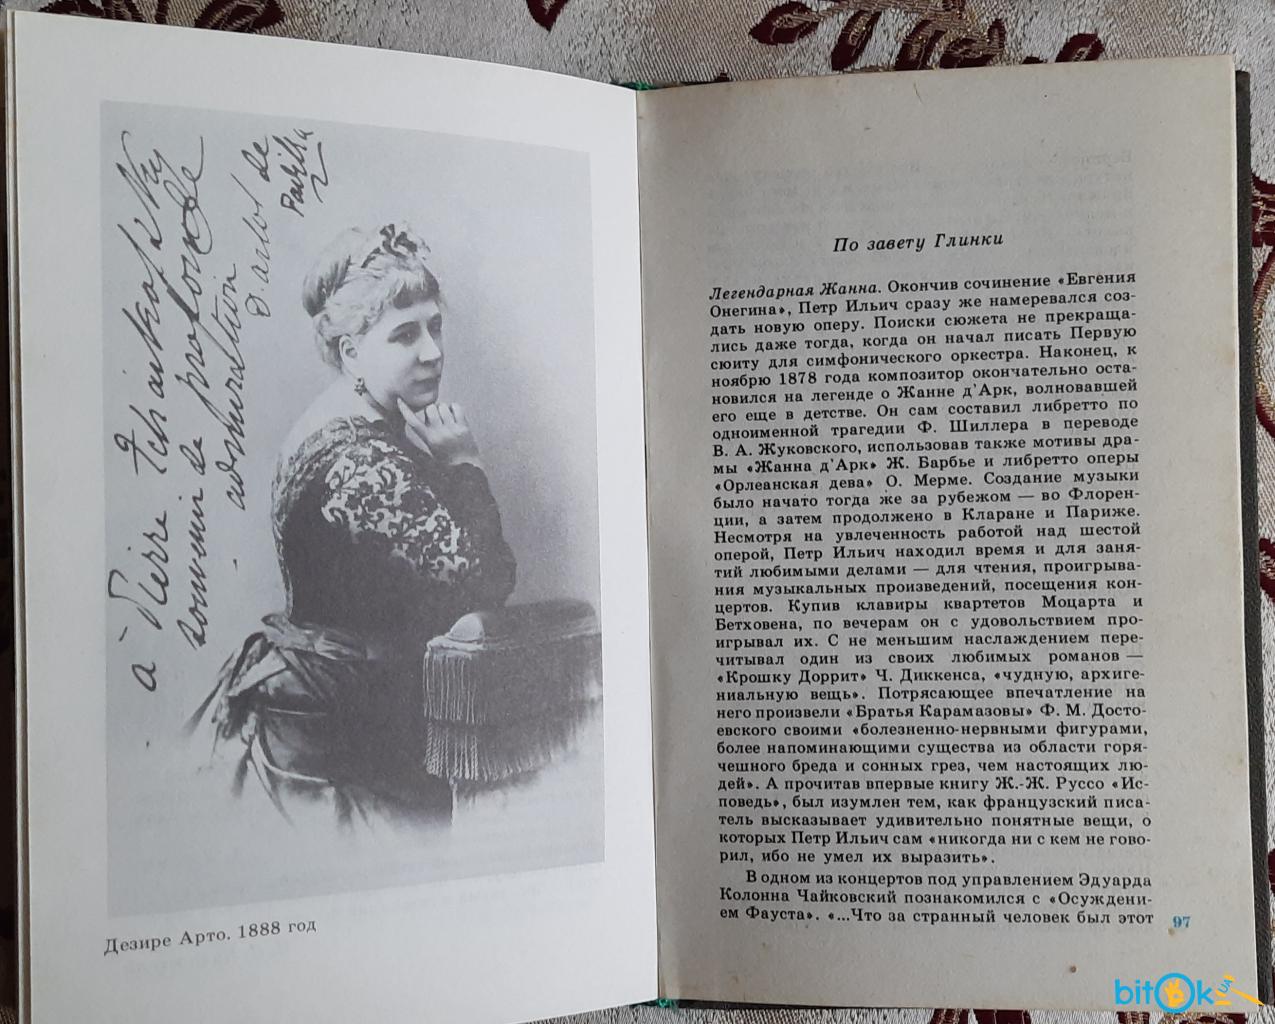 à Pierre Tchaikofsky
souvenir de profonde
admiration
D'artot de
Padilla
Дезире Арто. 1888 год
По завету Глинки
Легендарная Жанна. Окончив сочинение «Евгения
Онегина», Петр Ильич сразу же намеревался соз-
дать новую оперу. Поиски сюжета не прекраща-
лись даже тогда, когда он начал писать Первую
сюиту для симфонического оркестра. Наконец, к
ноябрю 1878 года композитор окончательно оста-
новился на легенде о Жанне д'Арк, волновавшей
его еще в детстве. Он сам составил либретто по
одноименной трагедии Ф. Шиллера в переводе
В. А. Жуковского, использовав также мотивы дра-
мы «Жанна д'Арк» Ж. Барбье и либретто оперы
«Орлеанская дева» О. Мерме. Создание музыки
было начато тогда же за рубежом — во Флорен-
ции, а затем продолжено в Кларане и Париже.
Несмотря на увлеченность работой над шестой
оперой, Петр Ильич находил время и для заня-
тий любимыми делами — для чтения, проигрыва-
ния музыкальных произведений, посещения кон-
цертов. Купив клавиры квартетов Моцарта и
Бетховена, по вечерам он с удовольствием про-
игрывал их. С не меньшим наслаждением пере-
читывал один из своих любимых романов —
«Крошку Доррит» Ч. Диккенса, «чудную, архиге-
ниальную вещь». Потрясающее впечатление на
него произвели «Братья Карамазовы» Ф. М. Досто-
евского своими «болезненно-нервными фигурами,
более напоминающими существа из области горя-
чешного бреда и сонных грез, чем настоящих лю-
дей». А прочитав впервые книгу Ж.-Ж. Руссо «Ис-
поведь», был изумлен тем, как французский писа-
тель высказывает удивительно понятные вещи, о
которых Петр Ильич сам «никогда ни с кем не гово-
рил, ибо не умел их выразить».
В одном из концертов под управлением Эдуарда
Колонна Чайковский познакомился с «Осуждени-
ем Фауста». «...Что за странный человек был этот
97
bitok.ua